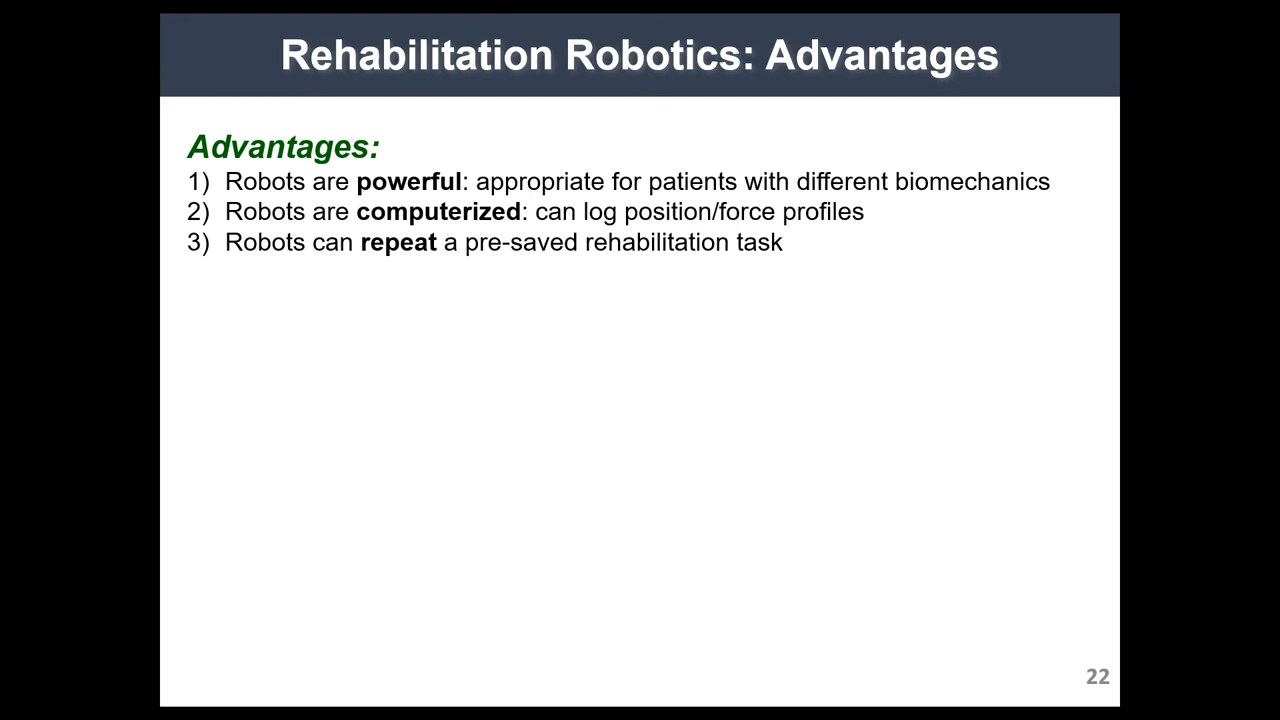 Rehabilitation Robotics: Advantages
Advantages:
1) Robots are powerful: appropriate for patients with different biomechanics
2) Robots are computerized: can log position/force profiles
3) Robots can repeat a pre-saved rehabilitation task
22